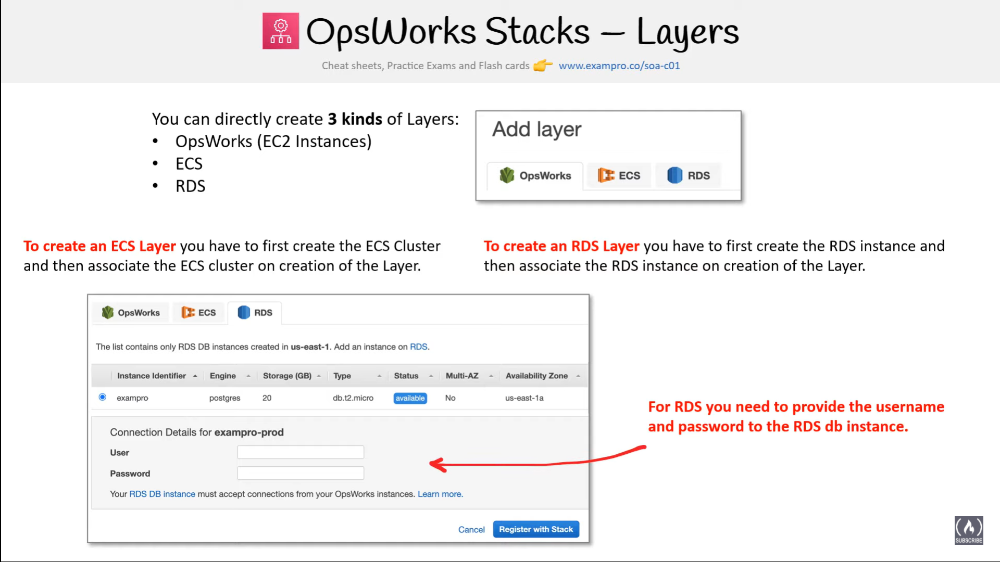 OpsWorks Stacks – Layers
Cheat sheets, Practice Exams and Flash cards 👉 www.exampro.co/soa-c01
You can directly create 3 kinds of Layers:
• OpsWorks (EC2 Instances)
• ECS
• RDS
Add layer
OpsWorks ECS RDS
To create an ECS Layer you have to first create the ECS Cluster
and then associate the ECS cluster on creation of the Layer.
To create an RDS Layer you have to first create the RDS instance and
then associate the RDS instance on creation of the Layer.
OpsWorks ECS RDS
The list contains only RDS DB instances created in us-east-1. Add an instance on RDS.
Instance Identifier Engine Storage (GB) Type Status Multi-AZ Availability Zone
exampro postgres 20 db.t2.micro available No us-east-1a
Connection Details for exampro-prod
User
Password
Your RDS DB instance must accept connections from your OpsWorks instances. Learn more.
Cancel Register with Stack
For RDS you need to provide the username
and password to the RDS db instance.
SUBSCRIBE